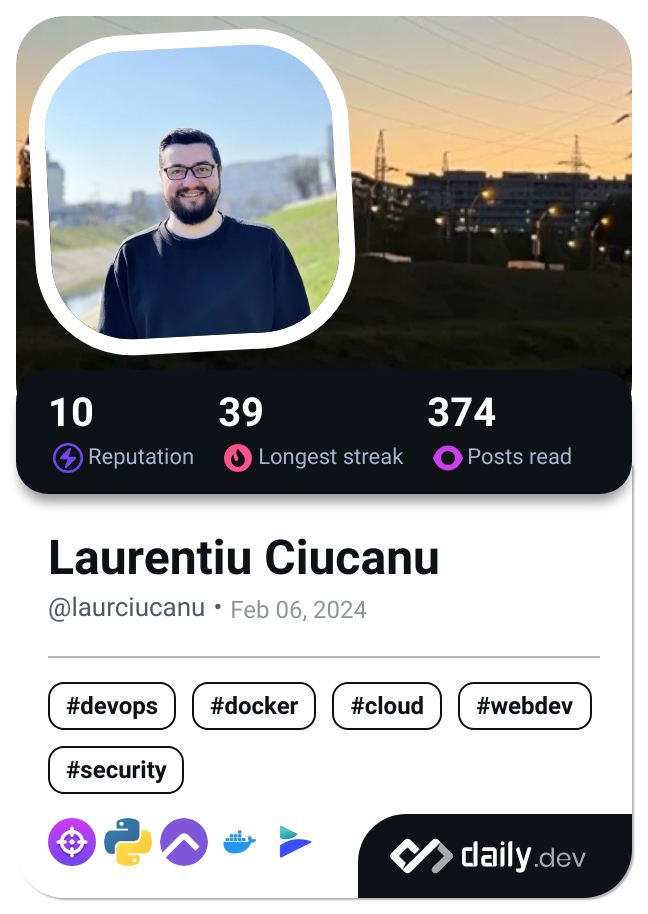 10 39 374
Reputation Longest streak Posts read
Laurentiu Ciucanu
@laurciucanu • Feb 06, 2024
#devops #docker #cloud #webdev
#security
daily.dev